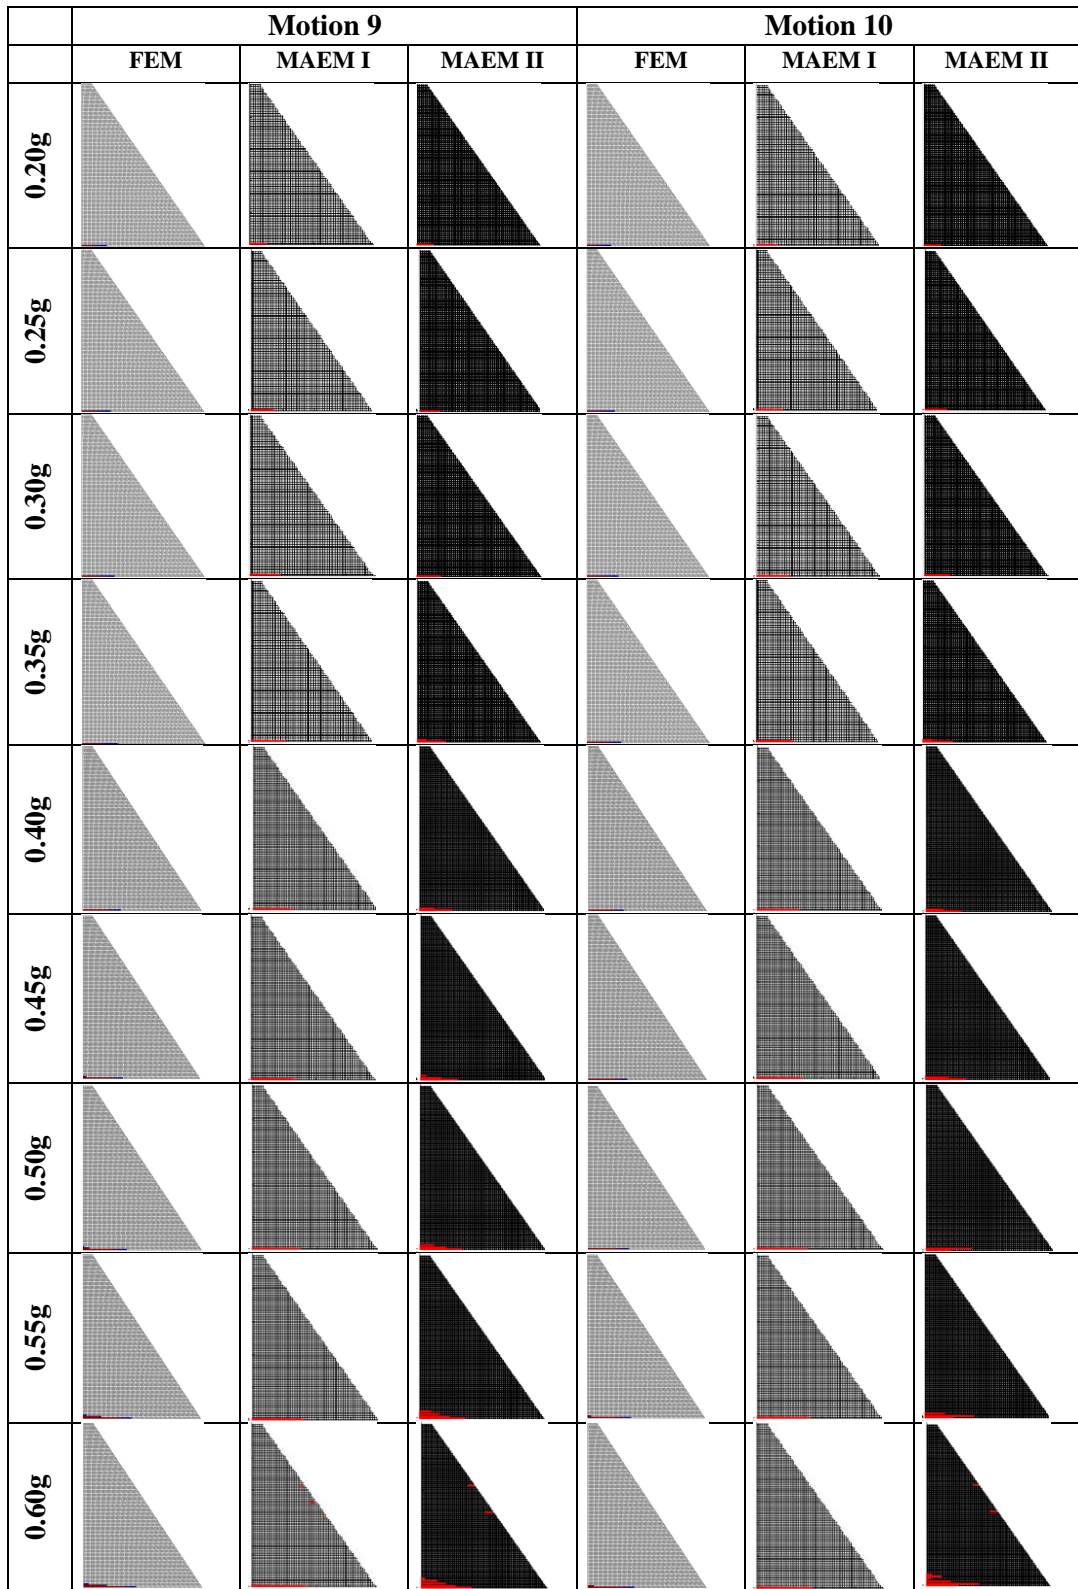 Motion 9 Motion 10
FEM MAEM I MAEM II FEM MAEM I MAEM II
0.20g
0.25g
0.30g
0.35g
0.40g
0.45g
0.50g
0.55g
0.60g